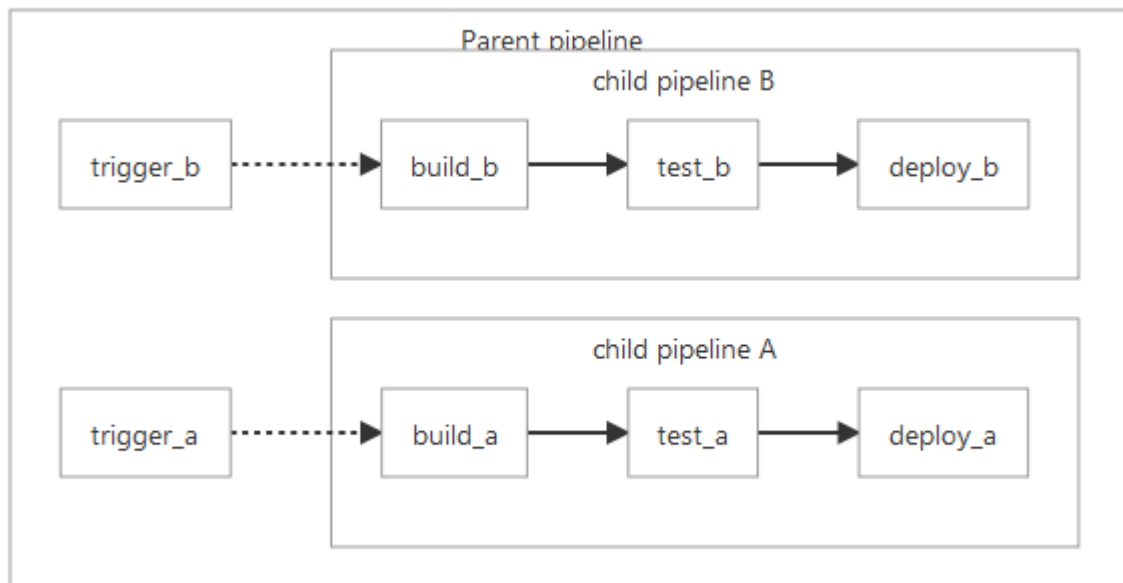 Parent pipeline
child pipeline B
trigger_b
build_b
test_b
deploy_b
child pipeline A
trigger_a
build_a
test_a
deploy_a